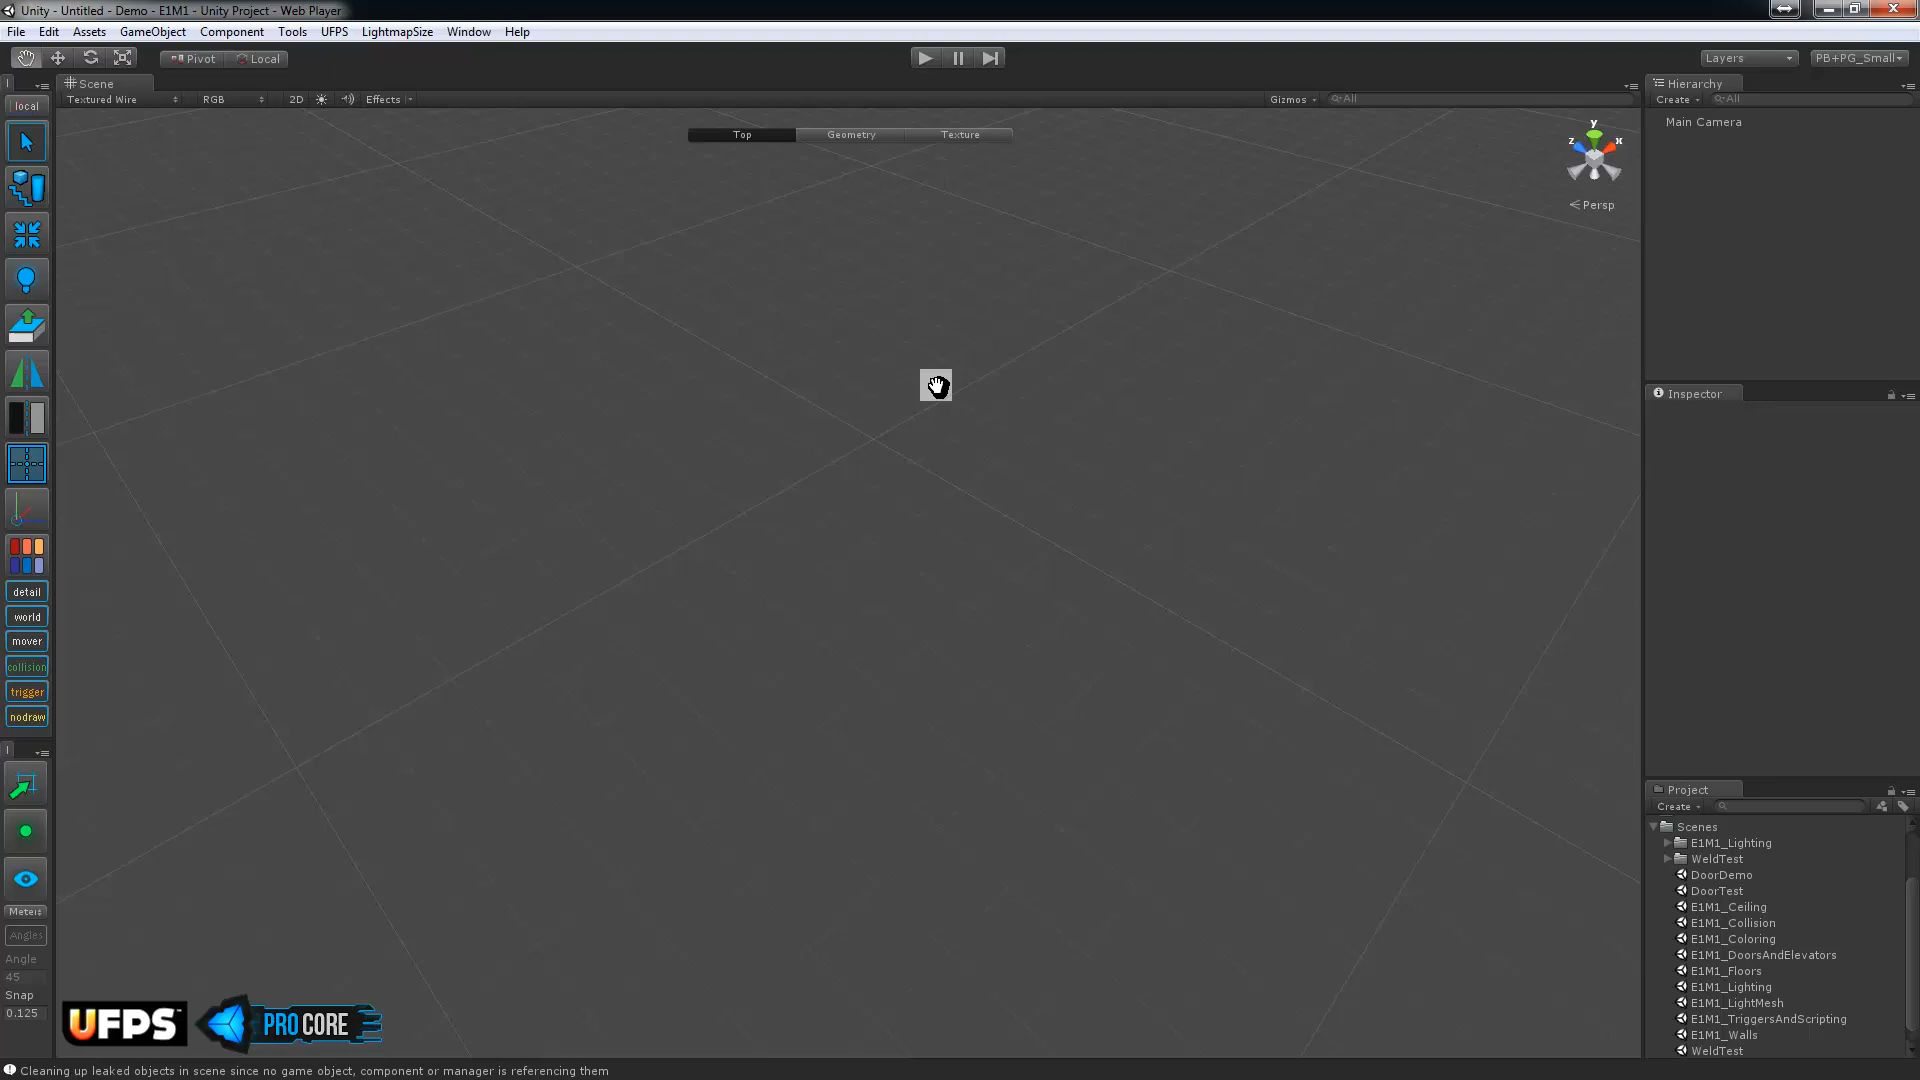 Unity - Untitled - Demo - E1M1 - Unity Project - Web Player
File Edit Assets GameObject Component Tools UFPS LightmapSize Window Help
Pivot Local Layers PB+PG_Small
Scene Hierarchy
Textured Wire RGB 2D Effects Gizmos All Create All
local
Main Camera
Top Geometry Texture
y
z x
Persp
Inspector
detail
world
mover
collision
trigger
nodraw
Project
Create
Scenes
E1M1_Lighting
WeldTest
DoorDemo
DoorTest
E1M1_Ceiling
E1M1_Collision
E1M1_Coloring
E1M1_DoorsAndElevators
E1M1_Floors
E1M1_Lighting
E1M1_LightMesh
E1M1_TriggersAndScripting
E1M1_Walls
WeldTest
Angles
Angle
45
Snap
0.125
UFPS PROCORE
Cleaning up leaked objects in scene since no game object, component or manager is referencing them